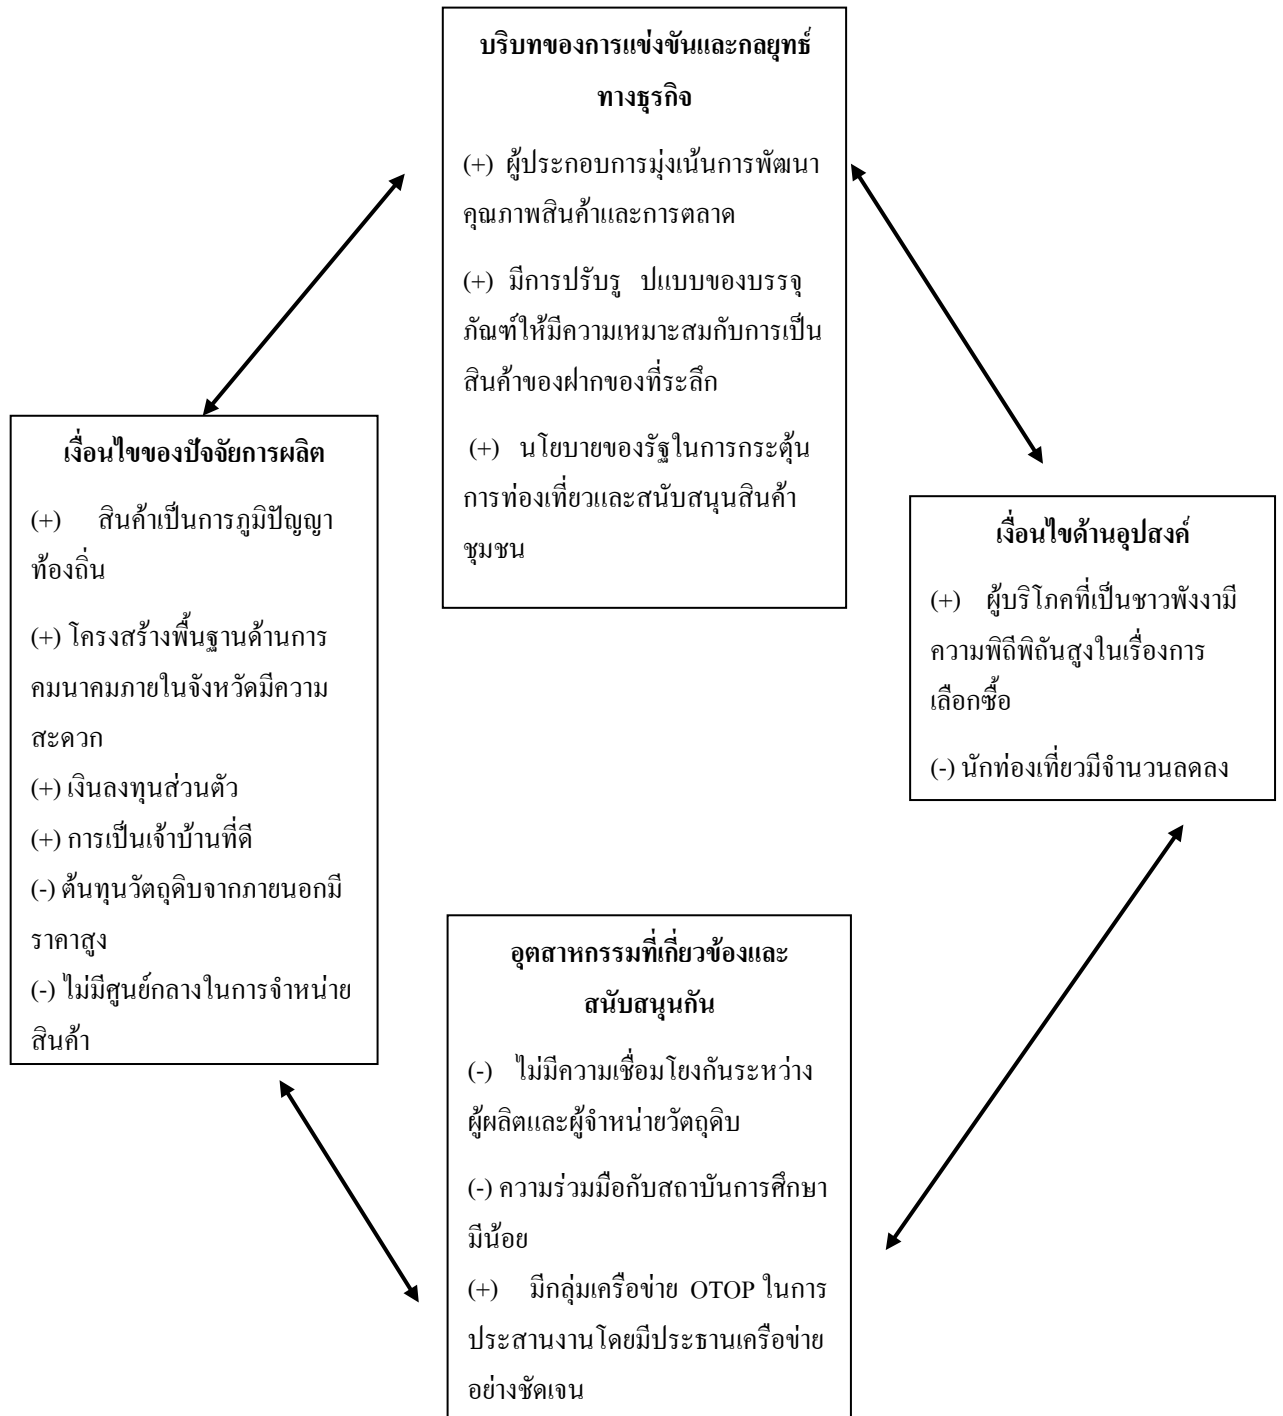 บริบทของการแข่งขันและกลยุทธ์
ทางธุรกิจ
(+) ผู้ประกอบการมุ่งเน้นการพัฒนา
คุณภาพสินค้าและการตลาด
(+) มีการปรับรู ปแบบของบรรจุ
ภัณฑ์ให้มีความเหมาะสมกับการเป็น
สินค้าของฝากของที่ระลึก
(+) นโยบายของรัฐในการกระตุ้น
การท่องเที่ยวและสนับสนุนสินค้า
ชุมชน
เงื่อนไขของปัจจัยการผลิต
(+) สินค้าเป็นการภูมิปัญญา
ท้องถิ่น
(+) โครงสร้างพื้นฐานด้านการ
คมนาคมภายในจังหวัดมีความ
สะดวก
(+) เงินลงทุนส่วนตัว
(+) การเป็นเจ้าบ้านที่ดี
(-) ต้นทุนวัตถุดิบจากภายนอกมี
ราคาสูง
(-) ไม่มีศูนย์กลางในการจำหน่าย
สินค้า
เงื่อนไขด้านอุปสงค์
(+) ผู้บริโภคที่เป็นชาวพังงามี
ความพิถีพิถันสูงในเรื่องการ
เลือกซื้อ
(-) นักท่องเที่ยวมีจำนวนลดลง
อุตสาหกรรมที่เกี่ยวข้องและ
สนับสนุนกัน
(-) ไม่มีความเชื่อมโยงกันระหว่าง
ผู้ผลิตและผู้จำหน่ายวัตถุดิบ
(-) ความร่วมมือกับสถาบันการศึกษา
มีน้อย
(+) มีกลุ่มเครือข่าย OTOP ในการ
ประสานงานโดยมีประธานเครือข่าย
อย่างชัดเจน